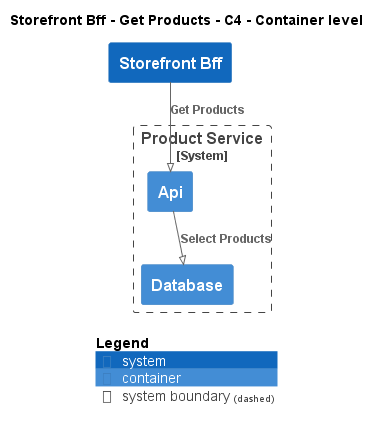 Storefront Bff - Get Products - C4 - Container level
Storefront Bff
Get Products
Product Service
[System]
Api
Select Products
Database
Legend
system
container
system boundary (dashed)